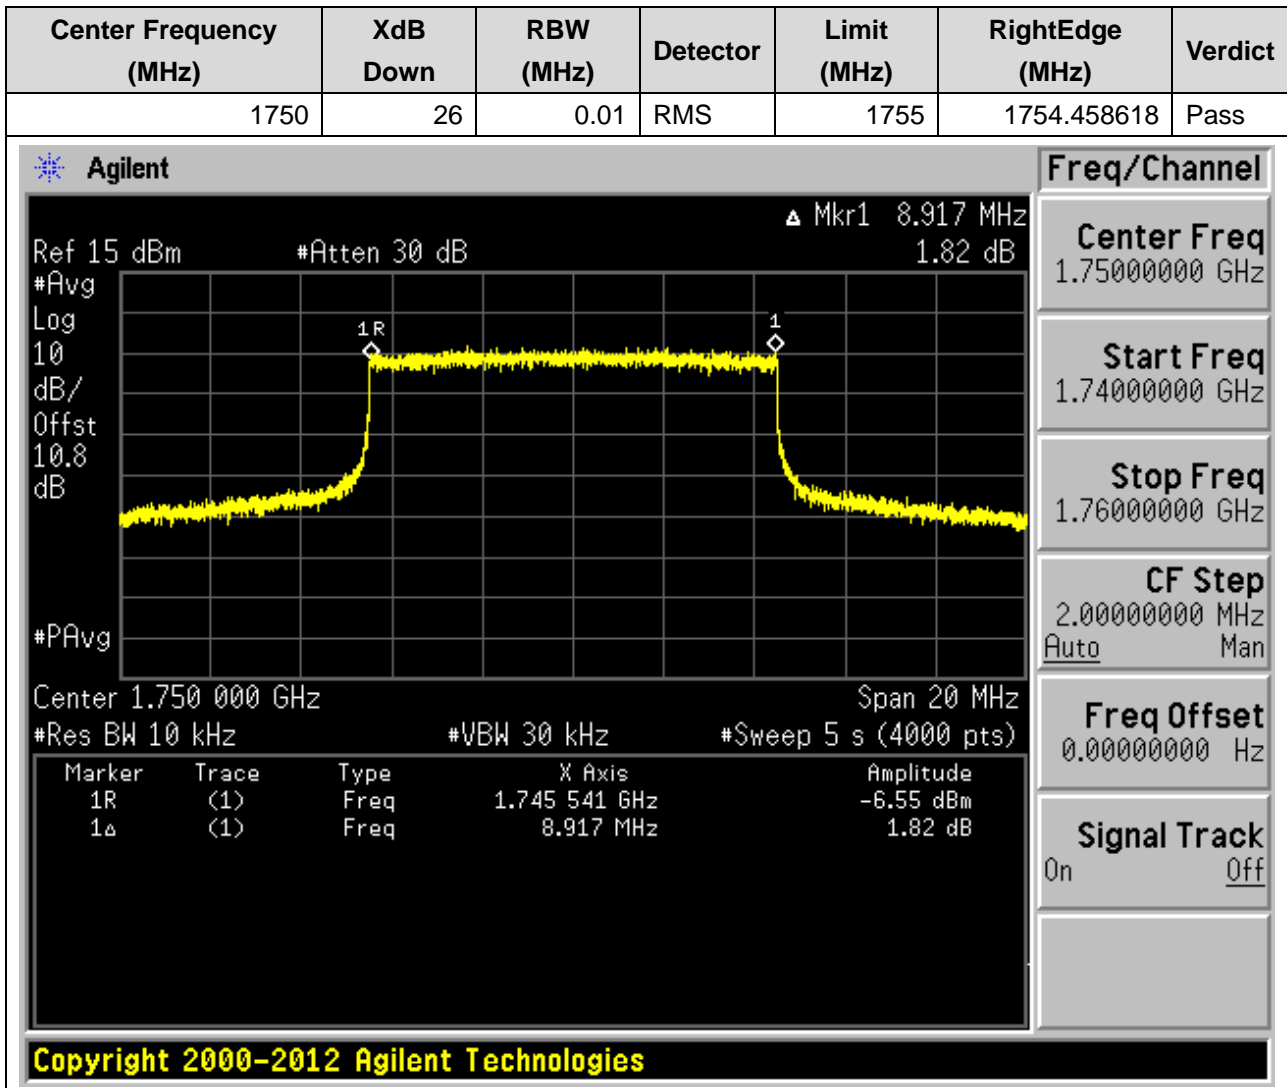 Center Frequency (MHz) XdB Down RBW (MHz) Detector Limit (MHz) RightEdge (MHz) Verdict
1750 26 0.01 RMS 1755 1754.458618 Pass
Agilent
Freq/Channel
Δ Mkr1 8.917 MHz
Ref 15 dBm #Atten 30 dB 1.82 dB
#Avg
Log
10
dB/
Offst
10.8
dB
#PAvg
1R
1
Center 1.750 000 GHz Span 20 MHz
#Res BW 10 kHz #VBW 30 kHz #Sweep 5 s (4000 pts)
Marker Trace Type X Axis Amplitude
1R (1) Freq 1.745 541 GHz -6.55 dBm
1Δ (1) Freq 8.917 MHz 1.82 dB
Center Freq
1.75000000 GHz
Start Freq
1.74000000 GHz
Stop Freq
1.76000000 GHz
CF Step
2.00000000 MHz
Auto Man
Freq Offset
0.00000000 Hz
Signal Track
On Off
Copyright 2000-2012 Agilent Technologies